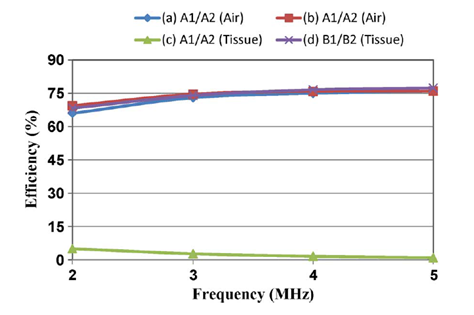 (a) A1/A2 (Air) (b) A1/A2 (Air)
(c) A1/A2 (Tissue) (d) B1/B2 (Tissue)
90
75
60
45
30
15
0
Efficiency (%)
2 3 4 5
Frequency (MHz)